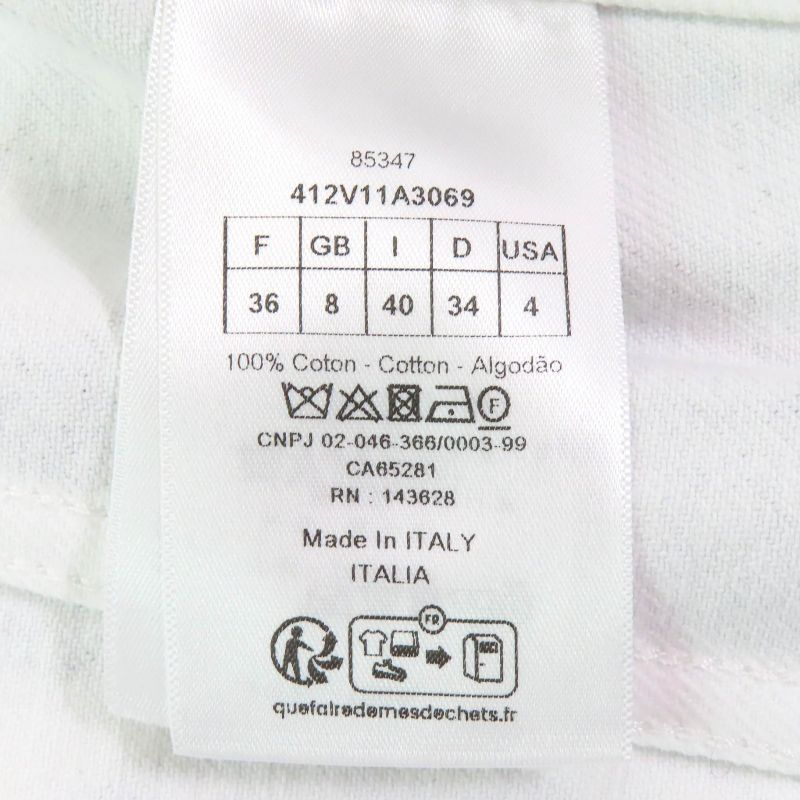 85347
412V11A3069
F GB I D USA
36 8 40 34 4
100% Coton - Cotton - Algodão
F
CNPJ 02-046-366/0003-99
CA65281
RN : 143628
Made In ITALY
ITALIA
FR
quefairedemesdechets.fr